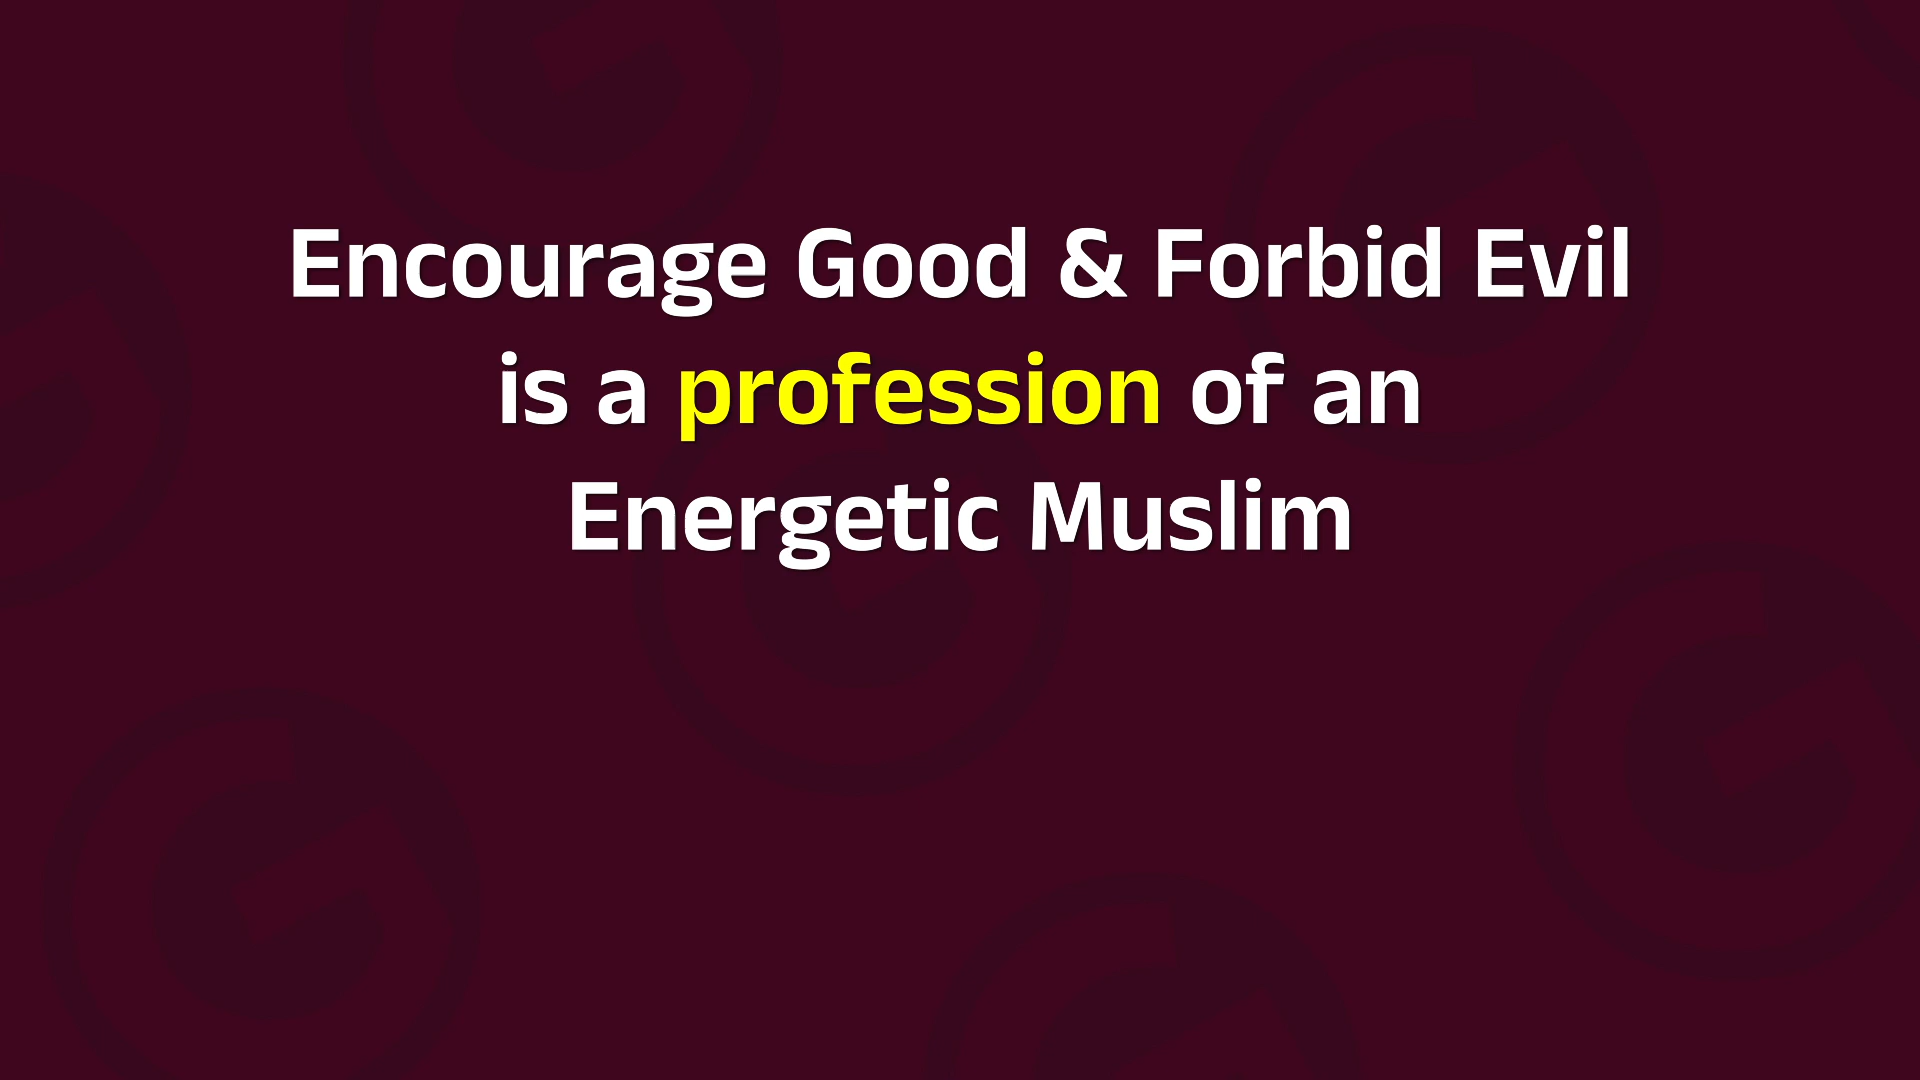 Encourage Good & Forbid Evil
is a profession of an
Energetic Muslim